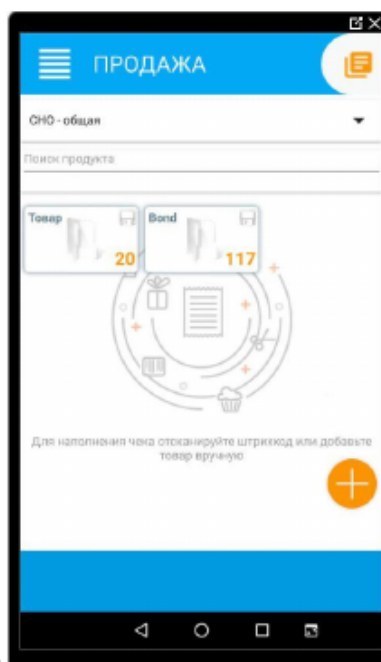 ПРОДАЖА
СНО - общая
Поиск продукта
Товар
20
Bond
117
Для наполнения чека отсканируйте штрихкод или добавьте
товар вручную